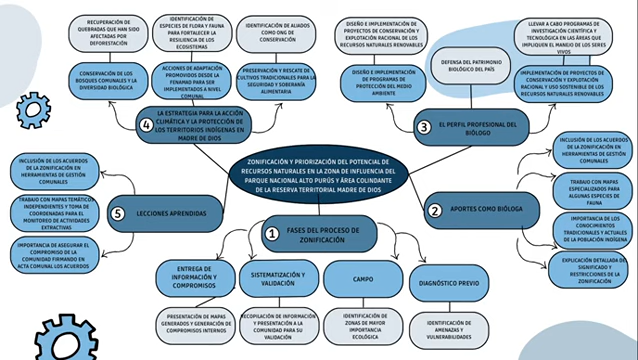 RECUPERACIÓN DE
QUEBRADAS QUE HAN SIDO
AFECTADAS POR
DEFORESTACIÓN
IDENTIFICACIÓN DE
ESPECIES DE FLORA Y FAUNA
PARA FORTALECER LA
RESILIENCIA DE LOS
ECOSISTEMAS
IDENTIFICACIÓN DE ALIADOS
COMO ONG DE
CONSERVACIÓN
CONSERVACIÓN DE LOS
BOSQUES COMUNALES Y LA
DIVERSIDAD BIOLÓGICA
ACCIONES DE ADAPTACIÓN
PROMOVIDOS DESDE LA
FENAMAD PARA SER
IMPLEMENTADOS A NIVEL
COMUNAL
PRESERVACIÓN Y RESCATE DE
CULTIVOS TRADICIONALES PARA LA
SEGURIDAD Y SOBERANÍA
ALIMENTARIA
4
LA ESTRATEGIA PARA LA ACCIÓN
CLIMÁTICA Y LA PROTECCIÓN DE
LOS TERRITORIOS INDÍGENAS EN
MADRE DE DIOS
DISEÑO E IMPLEMENTACIÓN DE
PROYECTOS DE CONSERVACIÓN Y
EXPLOTACIÓN RACIONAL DE LOS
RECURSOS NATURALES RENOVABLES
DEFENSA DEL PATRIMONIO
BIOLÓGICO DEL PAÍS
LLEVAR A CABO PROGRAMAS DE
INVESTIGACIÓN CIENTÍFICA Y
TECNOLÓGICA EN LAS ÁREAS QUE
IMPLIQUEN EL MANEJO DE LOS SERES
VIVOS
DISEÑO E IMPLEMENTACIÓN
DE PROGRAMAS DE
PROTECCIÓN DEL MEDIO
AMBIENTE
IMPLEMENTACIÓN DE PROYECTOS DE
CONSERVACIÓN Y EXPLOTACIÓN
RACIONAL Y USO SOSTENIBLE DE LOS
RECURSOS NATURALES RENOVABLES
3
EL PERFIL PROFESIONAL DEL
BIÓLOGO
ZONIFICACIÓN Y PRIORIZACIÓN DEL POTENCIAL DE
RECURSOS NATURALES EN LA ZONA DE INFLUENCIA DEL
PARQUE NACIONAL ALTO PURÚS Y ÁREA COLINDANTE
DE LA RESERVA TERRITORIAL MADRE DE DIOS
INCLUSIÓN DE LOS ACUERDOS
DE LA ZONIFICACIÓN EN
HERRAMIENTAS DE GESTIÓN
COMUNALES
TRABAJO CON MAPAS TEMÁTICOS
INDEPENDIENTES Y TOMA DE
COORDENADAS PARA EL
MONITOREO DE ACTIVIDADES
EXTRACTIVAS
IMPORTANCIA DE ASEGURAR EL
COMPROMISO DE LA
COMUNIDAD FIRMANDO EN
ACTA COMUNAL LOS ACUERDOS
5
LECCIONES APRENDIDAS
2
APORTES COMO BIÓLOGA
INCLUSIÓN DE LOS ACUERDOS
DE LA ZONIFICACIÓN EN
HERRAMIENTAS DE GESTIÓN
COMUNALES
TRABAJO CON MAPAS
ESPECIALIZADOS PARA
ALGUNAS ESPECIES DE
FAUNA
IMPORTANCIA DE LOS
CONOCIMIENTOS
TRADICIONALES Y ACTUALES
DE LA POBLACIÓN INDÍGENA
EXPLICACIÓN DETALLADA DEL
SIGNIFICADO Y
RESTRICCIONES DE LA
ZONIFICACIÓN
1
FASES DEL PROCESO DE
ZONIFICACIÓN
ENTREGA DE
INFORMACIÓN Y
COMPROMISOS
SISTEMATIZACIÓN Y
VALIDACIÓN
CAMPO
DIAGNÓSTICO PREVIO
PRESENTACIÓN DE MAPAS
GENERADOS Y GENERACIÓN DE
COMPROMISOS INTERNOS
RECOPILACIÓN DE INFORMACIÓN
Y PRESENTACIÓN A LA
COMUNIDAD PARA SU
VALIDACIÓN
IDENTIFICACIÓN DE
ZONAS DE MAYOR
IMPORTANCIA
ECOLÓGICA
IDENTIFICACIÓN DE
AMENAZAS Y
VULNERABILIDADES